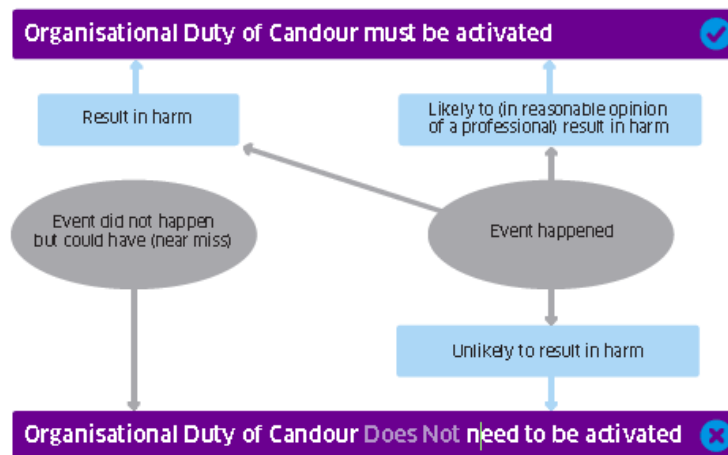 Organisational Duty of Candour must be activated
Result in harm
Likely to (in reasonable opinion
of a professional) result in harm
Event did not happen
but could have (near miss)
Event happened
Unlikely to result in harm
Organisational Duty of Candour Does Not need to be activated